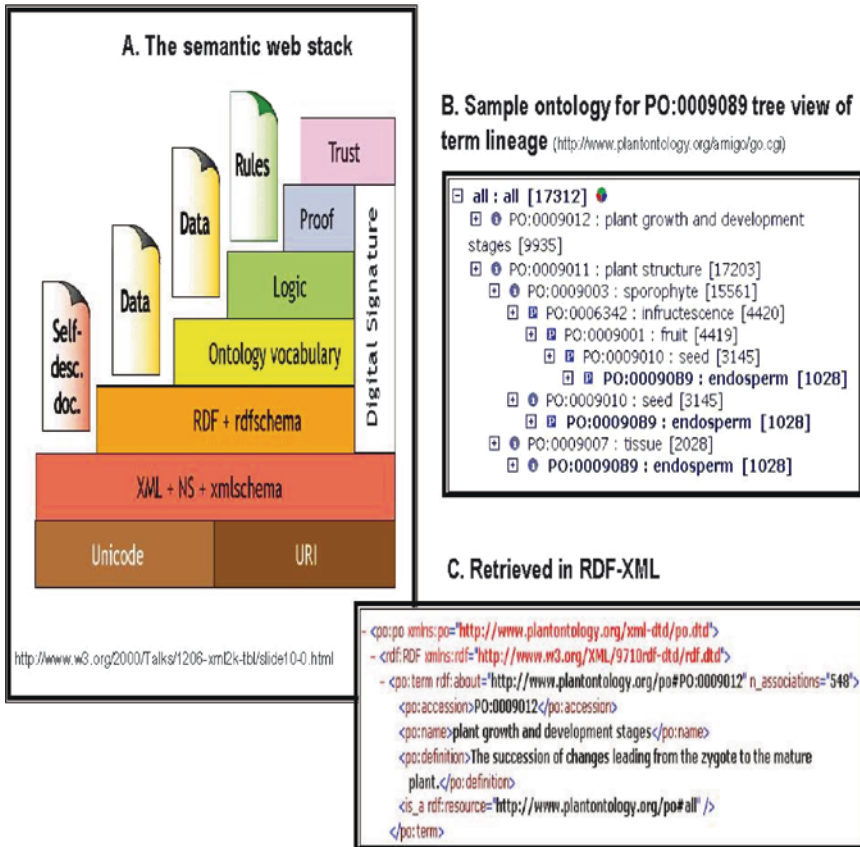 A. The semantic web stack
Rules
Trust
Data
Proof
Data
Logic
Digital Signature
Self-
desc.
doc.
Ontology vocabulary
RDF + rdfschema
XML + NS + xmlschema
Unicode
URI
http://www.w3.org/2000/Talks/1206-xml2k-tbl/slide10-0.html
B. Sample ontology for PO:0009089 tree view of
term lineage (http://www.plantontology.org/amigo/go.cgi)
all : all [17312]
PO:0009012 : plant growth and development
stages [9935]
PO:0009011 : plant structure [17203]
PO:0009003 : sporophyte [15561]
PO:0006342 : infructescence [4420]
PO:0009001 : fruit [4419]
PO:0009010 : seed [3145]
PO:0009089 : endosperm [1028]
PO:0009010 : seed [3145]
PO:0009089 : endosperm [1028]
PO:0009007 : tissue [2028]
PO:0009089 : endosperm [1028]
C. Retrieved in RDF-XML
- <po:po xmlns:po="http://www.plantontology.org/xml-dtd/po.dtd">
- <rdf:RDF xmlns:rdf="http://www.w3.org/XML/9710rdf-dtd/rdf.dtd">
- <po:term rdf:about="http://www.plantontology.org/po#PO:0009012" n_associations="548">
<po:accession>PO:0009012</po:accession>
<po:name>plant growth and development stages</po:name>
<po:definition>The succession of changes leading from the zygote to the mature
plant.</po:definition>
<is_a rdf:resource="http://www.plantontology.org/po#all" />
</po:term>